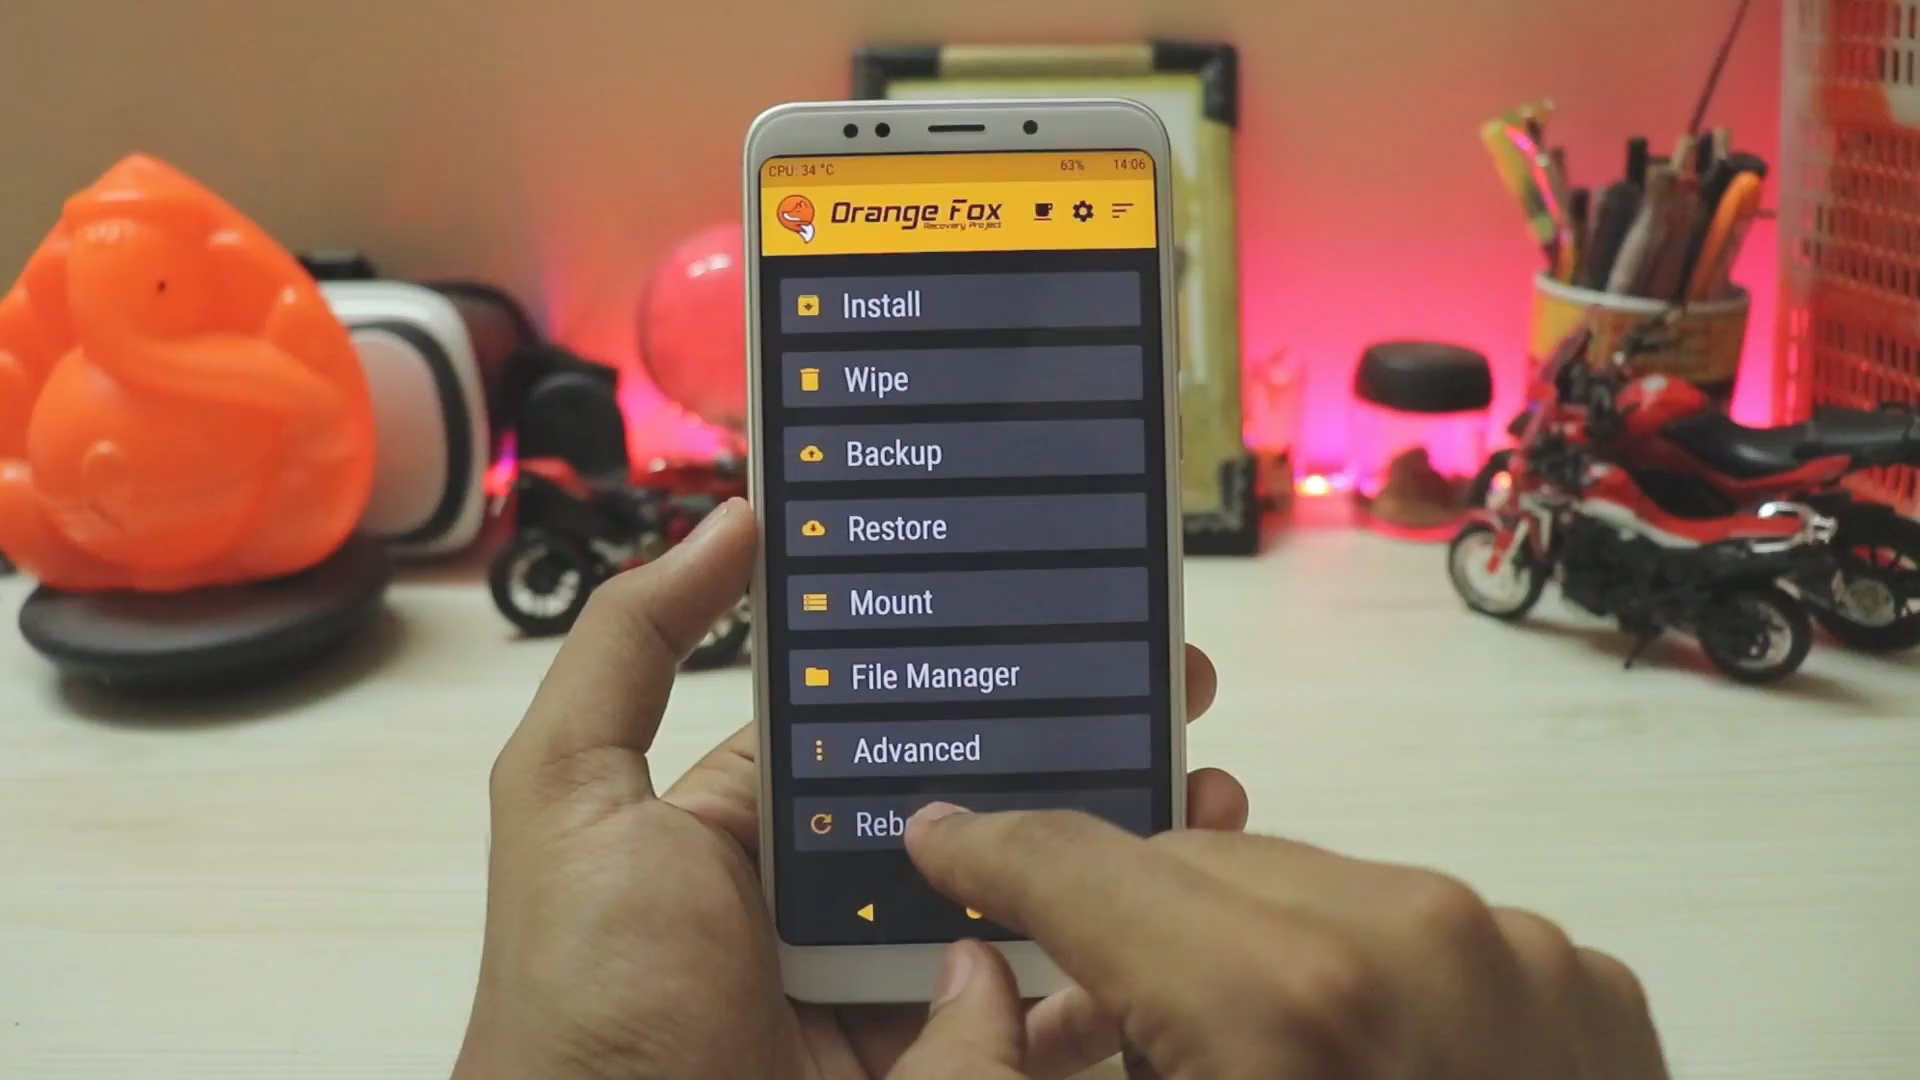 CPU: 34 °C 63% 14:06
Orange Fox
Recovery Project
Install
Wipe
Backup
Restore
Mount
File Manager
Advanced
Reb